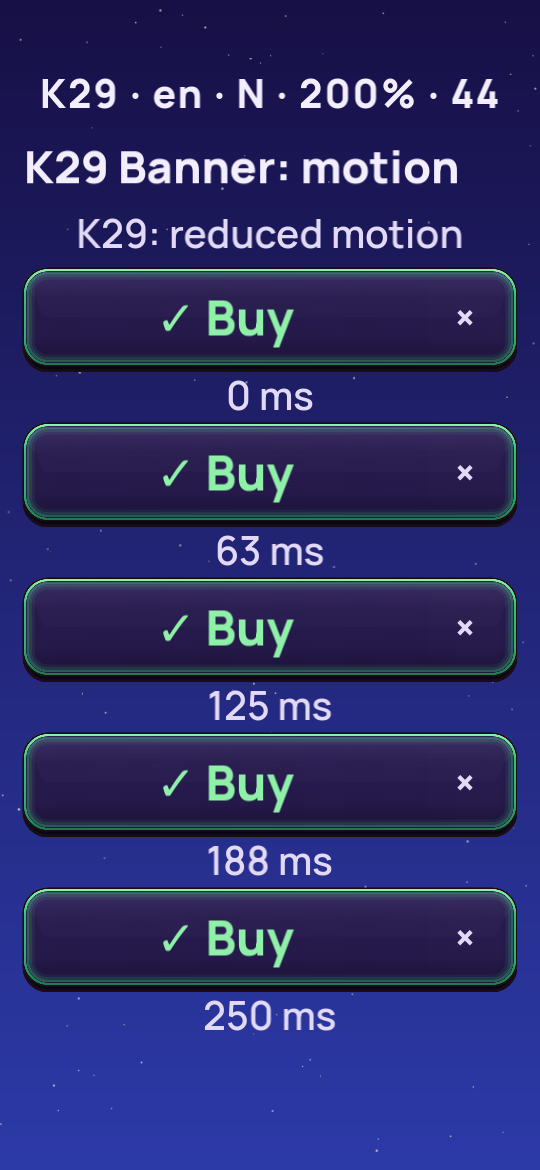 K29 · en · N · 200% · 44
K29 Banner: motion
K29: reduced motion
✓ Buy ×
0 ms
✓ Buy ×
63 ms
✓ Buy ×
125 ms
✓ Buy ×
188 ms
✓ Buy ×
250 ms